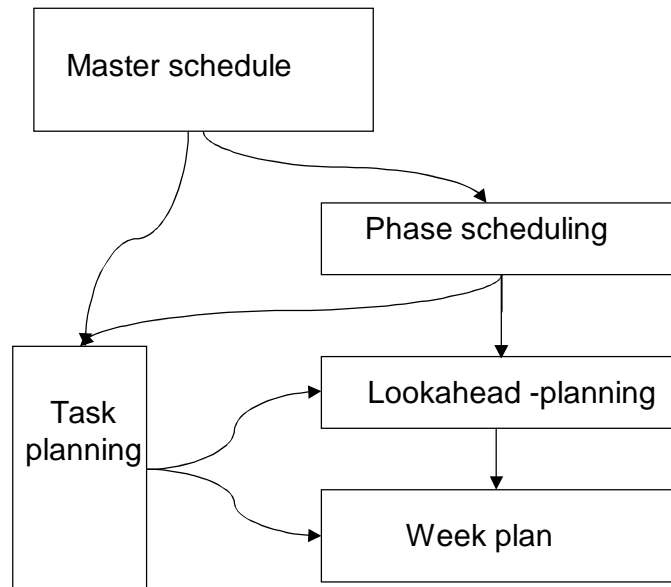 Master schedule
Phase scheduling
Task
planning
Lookahead -planning
Week plan